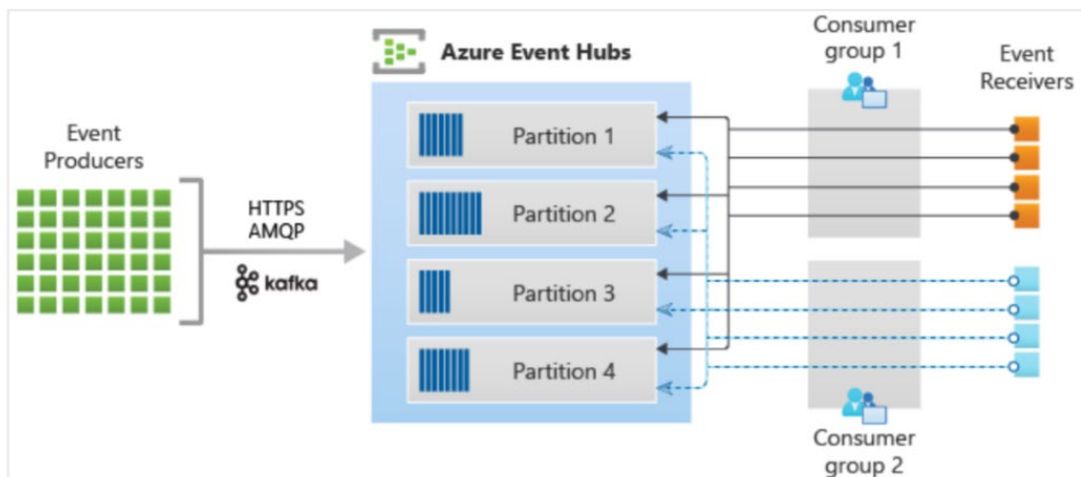 Event
Producers
HTTPS
AMQP
kafka
Azure Event Hubs
Partition 1
Partition 2
Partition 3
Partition 4
Consumer
group 1
Consumer
group 2
Event
Receivers